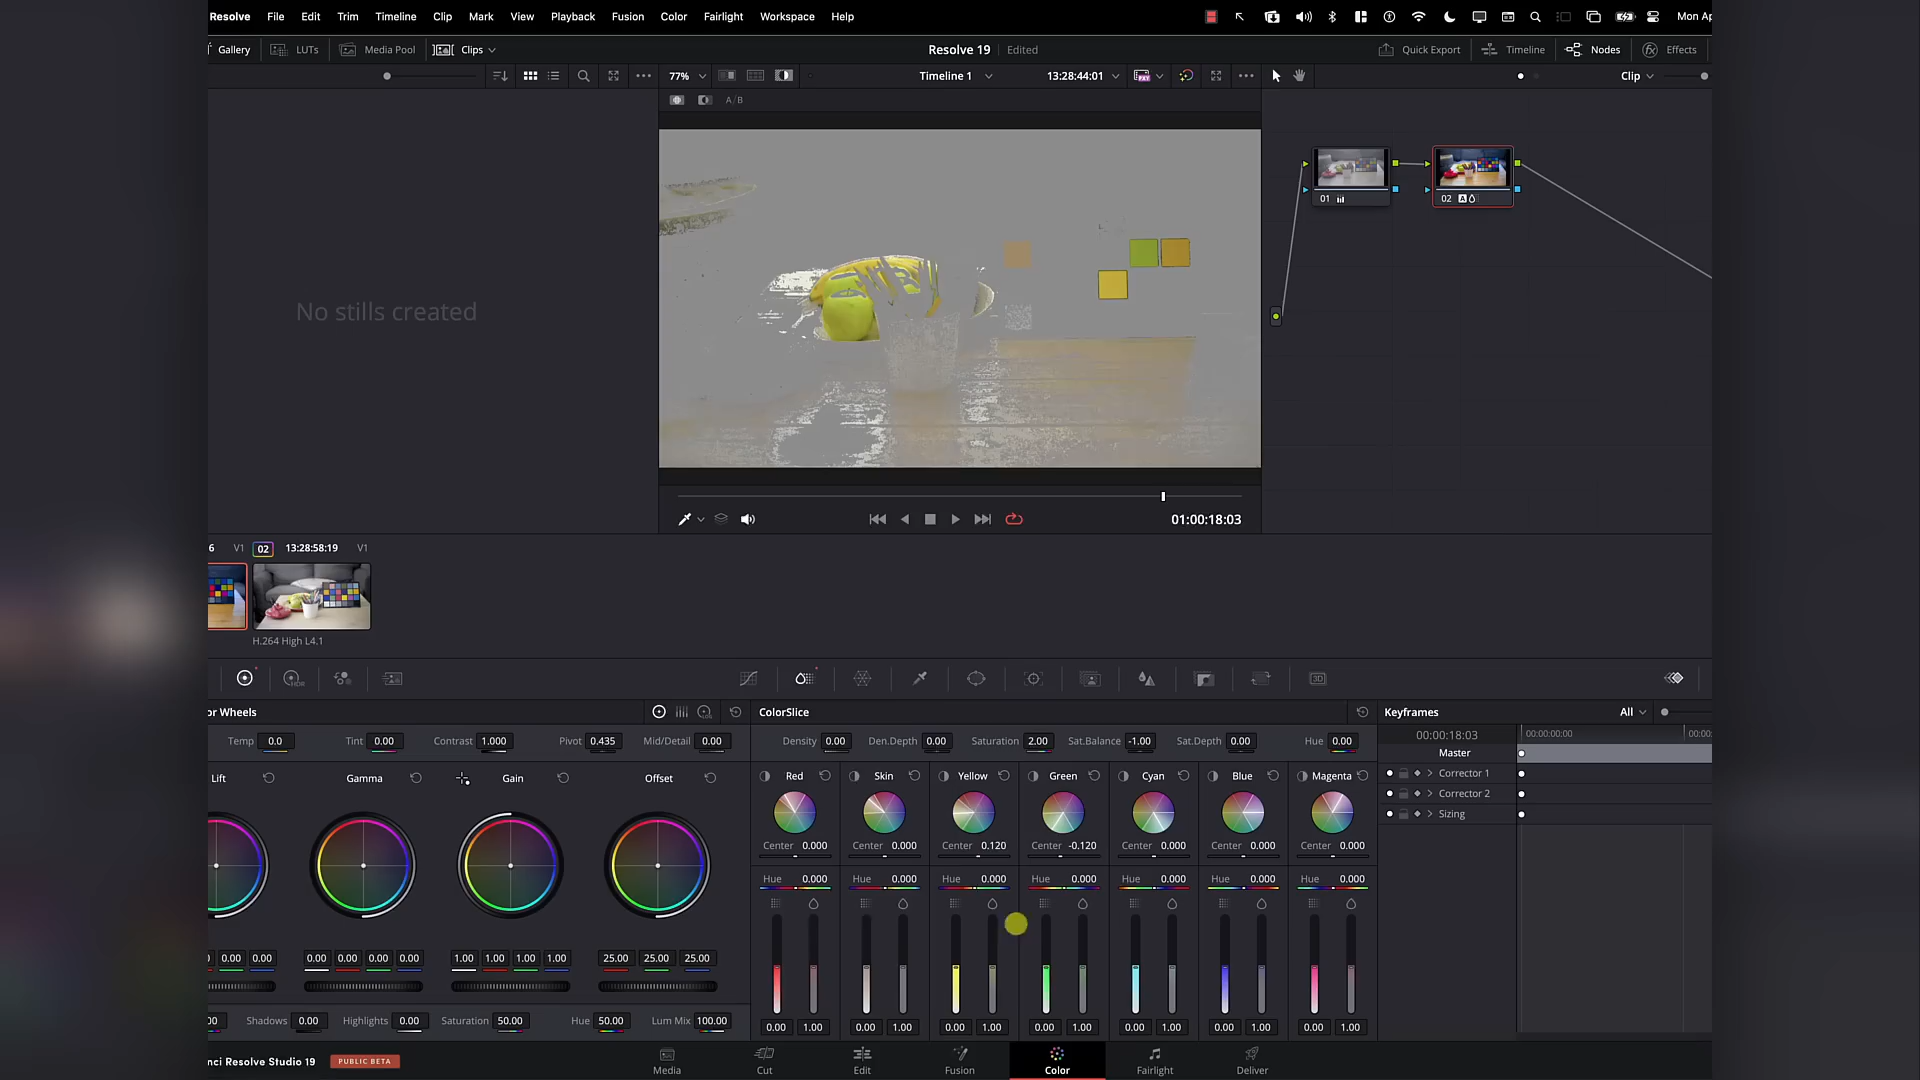 Resolve File Edit Trim Timeline Clip Mark View Playback Fusion Color Fairlight Workspace Help Mon Ap
Gallery LUTs Media Pool Clips Resolve 19 Edited Quick Export Timeline Nodes Effects
77% Timeline 1 13:28:44:01 Clip
A/B
01 02
No stills created
01:00:18:03
6 V1 02 13:28:58:19 V1
H.264 High L4.1
or Wheels ColorSlice Keyframes All
Temp 0.0 Tint 0.00 Contrast 1.000 Pivot 0.435 Mid/Detail 0.00 Density 0.00 Den.Depth 0.00 Saturation 2.00 Sat.Balance -1.00 Sat.Depth 0.00 Hue 0.00 00:00:18:03 00:00:00:00 00:00:
Master
Lift Gamma Gain Offset Red Skin Yellow Green Cyan Blue Magenta Corrector 1
Corrector 2
Sizing
Center 0.000 Center 0.000 Center 0.120 Center -0.120 Center 0.000 Center 0.000 Center 0.000
Hue 0.000 Hue 0.000 Hue 0.000 Hue 0.000 Hue 0.000 Hue 0.000 Hue 0.000
0.00 0.00 0.00 0.00 0.00 0.00 1.00 1.00 1.00 1.00 25.00 25.00 25.00
00 Shadows 0.00 Highlights 0.00 Saturation 50.00 Hue 50.00 Lum Mix 100.00 0.00 1.00 0.00 1.00 0.00 1.00 0.00 1.00 0.00 1.00 0.00 1.00 0.00 1.00
nci Resolve Studio 19 PUBLIC BETA Media Cut Edit Fusion Color Fairlight Deliver